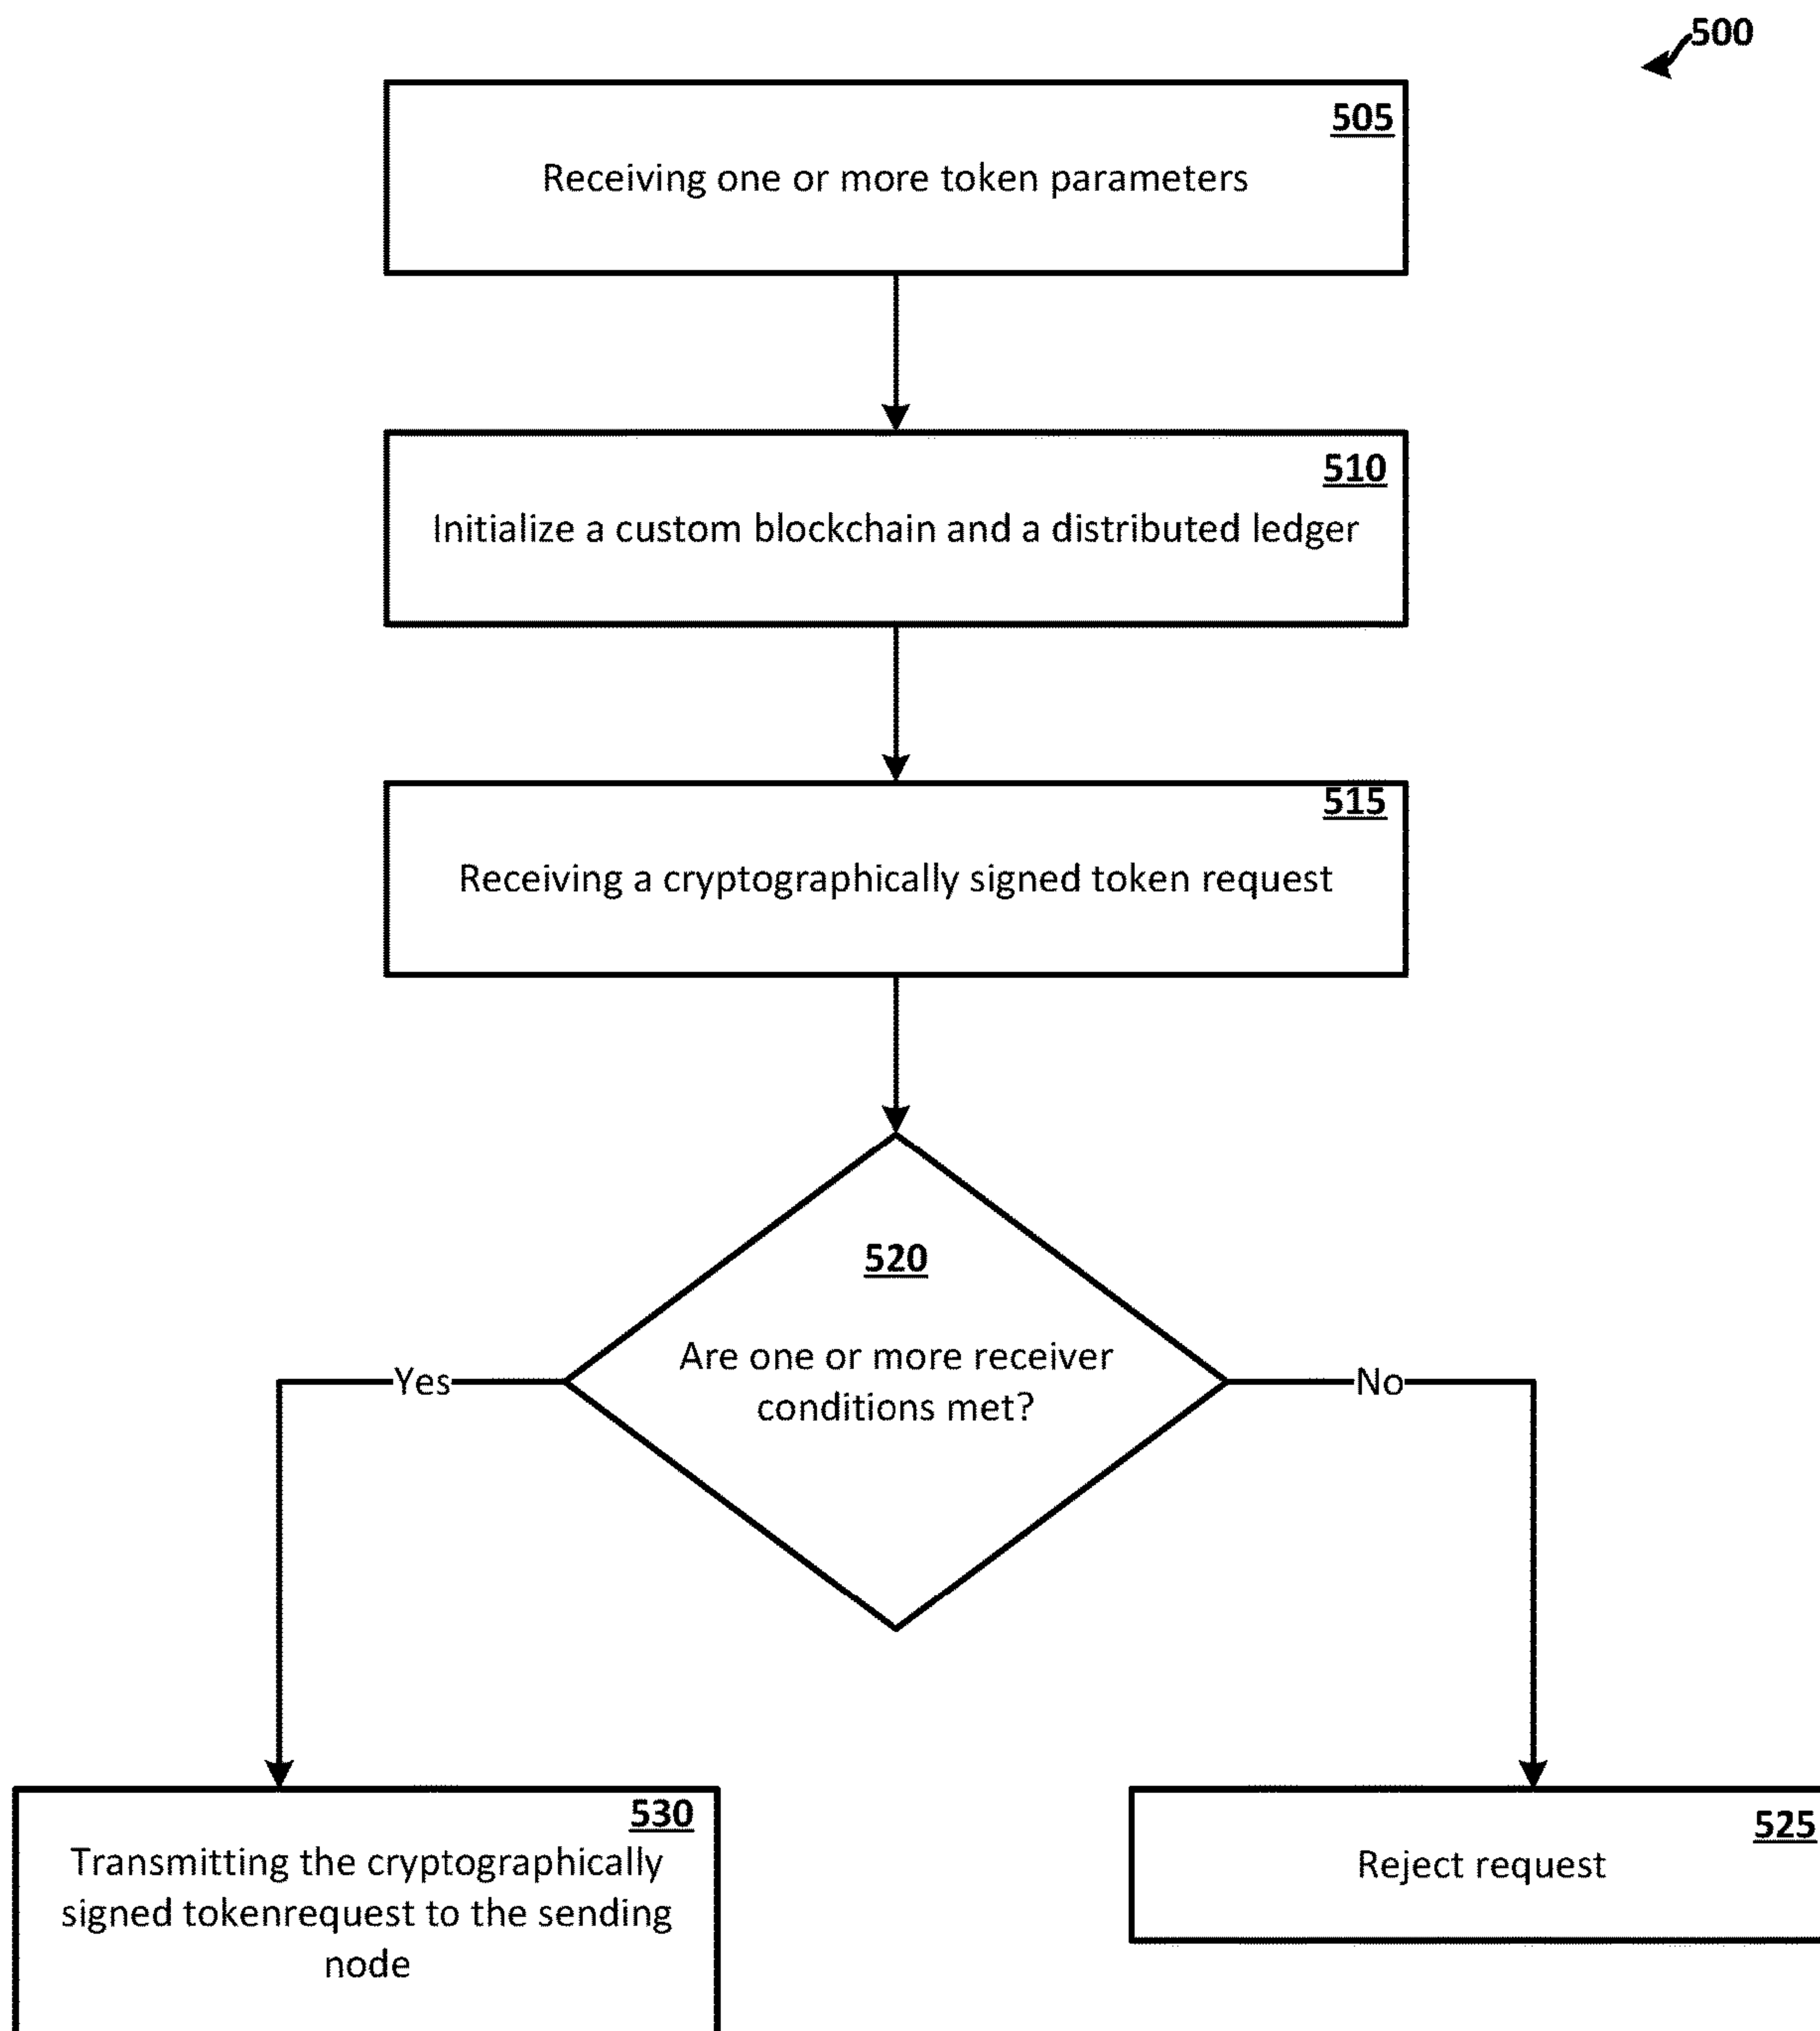 500
505
Receiving one or more token parameters
510
Initialize a custom blockchain and a distributed ledger
515
Receiving a cryptographically signed token request
520
Are one or more receiver
conditions met?
Yes
No
530
Transmitting the cryptographically
signed tokenrequest to the sending
node
525
Reject request